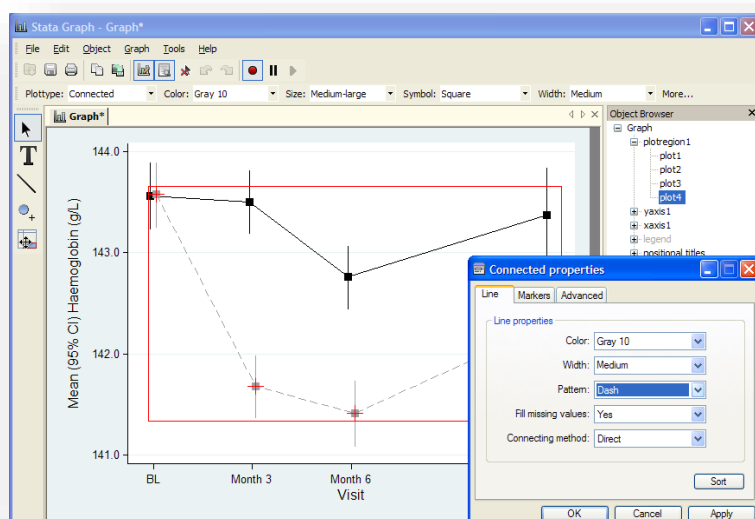 Stata Graph - Graph*
File Edit Object Graph Tools Help
Plottype: Connected Color: Gray 10 Size: Medium-large Symbol: Square Width: Medium More...
Graph*
Object Browser
Graph
plotregion1
plot1
plot2
plot3
plot4
yaxis1
xaxis1
legend
positional titles
144.0
143.0
142.0
141.0
Mean (95% CI) Haemoglobin (g/L)
BL Month 3 Month 6
Visit
T
Connected properties
Line Markers Advanced
Line properties
Color: Gray 10
Width: Medium
Pattern: Dash
Fill missing values: Yes
Connecting method: Direct
Sort
OK Cancel Apply